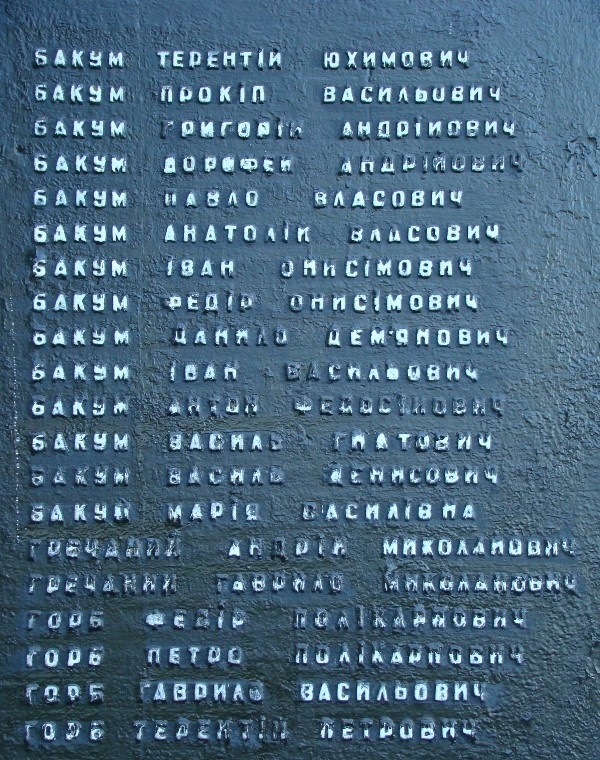 БАКУМ ТЕРЕНТІЙ ЮХИМОВИЧ
БАКУМ ПРОКІП ВАСИЛЬОВИЧ
БАКУМ ГРИГОРІЙ АНДРІЙОВИЧ
БАКУМ ДОРОФЕЙ АНДРІЙОВИЧ
БАКУМ ПАВЛО ВЛАСОВИЧ
БАКУМ АНАТОЛІЙ ВЛАСОВИЧ
БАКУМ ІВАН ОНИСІМОВИЧ
БАКУМ ФЕДІР ОНИСІМОВИЧ
БАКУМ ДАНИЛО ДЕМ'ЯНОВИЧ
БАКУМ ІВАН ВАСИЛЬОВИЧ
БАКУМ АНТОН ФЕДОСІЙОВИЧ
БАКУМ ВАСИЛЬ ГНАТОВИЧ
БАКУМ ВАСИЛЬ ДЕНИСОВИЧ
БАКУМ МАРІЯ ВАСИЛІВНА
ГРЕЧАНИЙ АНДРІЙ МИКОЛАЙОВИЧ
ГРЕЧАНИЙ ГАВРИЛО МИКОЛАЙОВИЧ
ГОРБ ФЕДІР ПОЛІКАРПОВИЧ
ГОРБ ПЕТРО ПОЛІКАРПОВИЧ
ГОРБ ГАВРИЛО ВАСИЛЬОВИЧ
ГОРБ ТЕРЕНТІЙ ПЕТРОВИЧ